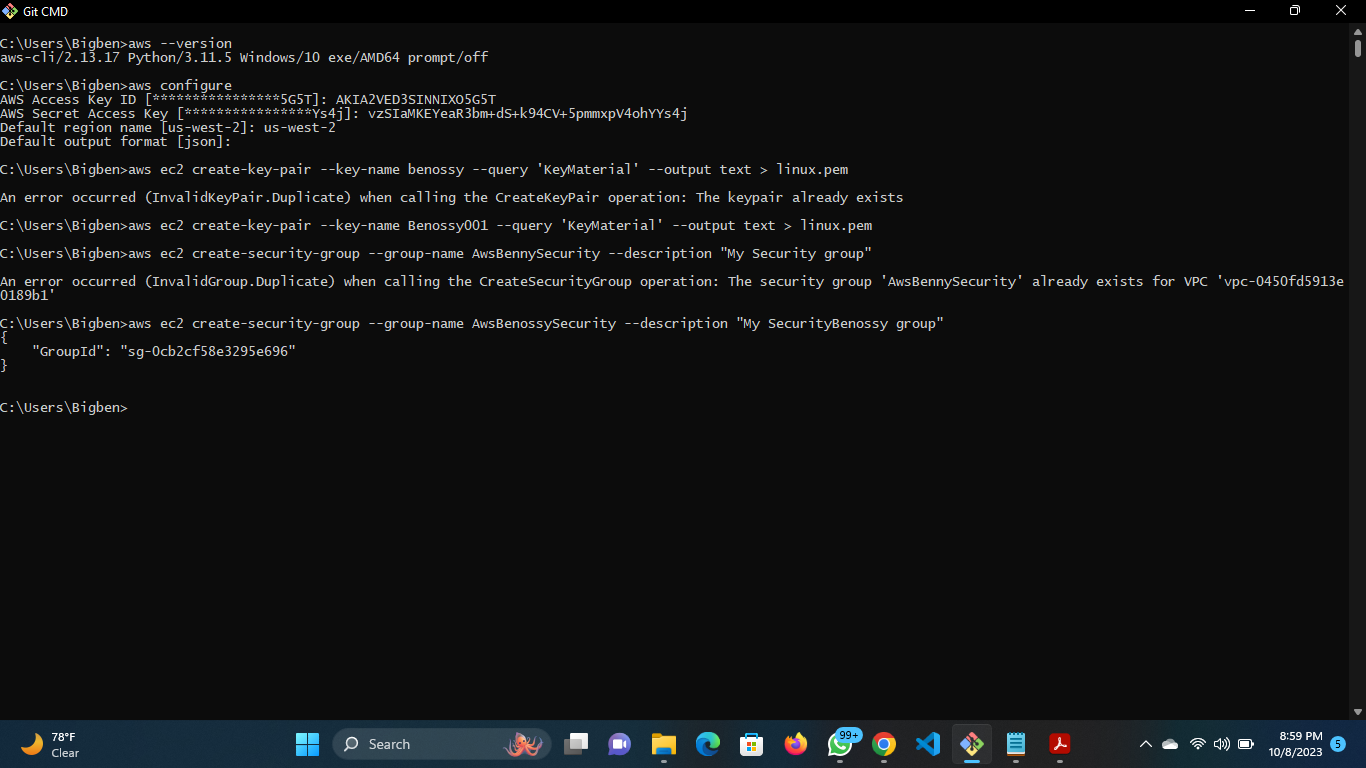 Git CMD
C:\Users\Bigben>aws --version
aws-cli/2.13.17 Python/3.11.5 Windows/10 exe/AMD64 prompt/off
C:\Users\Bigben>aws configure
AWS Access Key ID [****************5G5T]: AKIA2VED3SINNIXO5G5T
AWS Secret Access Key [****************Ys4j]: 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
Default region name [us-west-2]: us-west-2
Default output format [json]:
C:\Users\Bigben>aws ec2 create-key-pair --key-name benossy --query 'KeyMaterial' --output text > linux.pem
An error occurred (InvalidKeyPair.Duplicate) when calling the CreateKeyPair operation: The keypair already exists
C:\Users\Bigben>aws ec2 create-key-pair --key-name Benossy001 --query 'KeyMaterial' --output text > linux.pem
C:\Users\Bigben>aws ec2 create-security-group --group-name AwsBennySecurity --description "My Security group"
An error occurred (InvalidGroup.Duplicate) when calling the CreateSecurityGroup operation: The security group 'AwsBennySecurity' already exists for VPC 'vpc-0450fd5913e
0189b1'
C:\Users\Bigben>aws ec2 create-security-group --group-name AwsBenossySecurity --description "My SecurityBenossy group"
{
    "GroupId": "sg-0cb2cf58e3295e696"
}
C:\Users\Bigben>
78°F
Clear
Search
99+
8:59 PM
10/8/2023
5